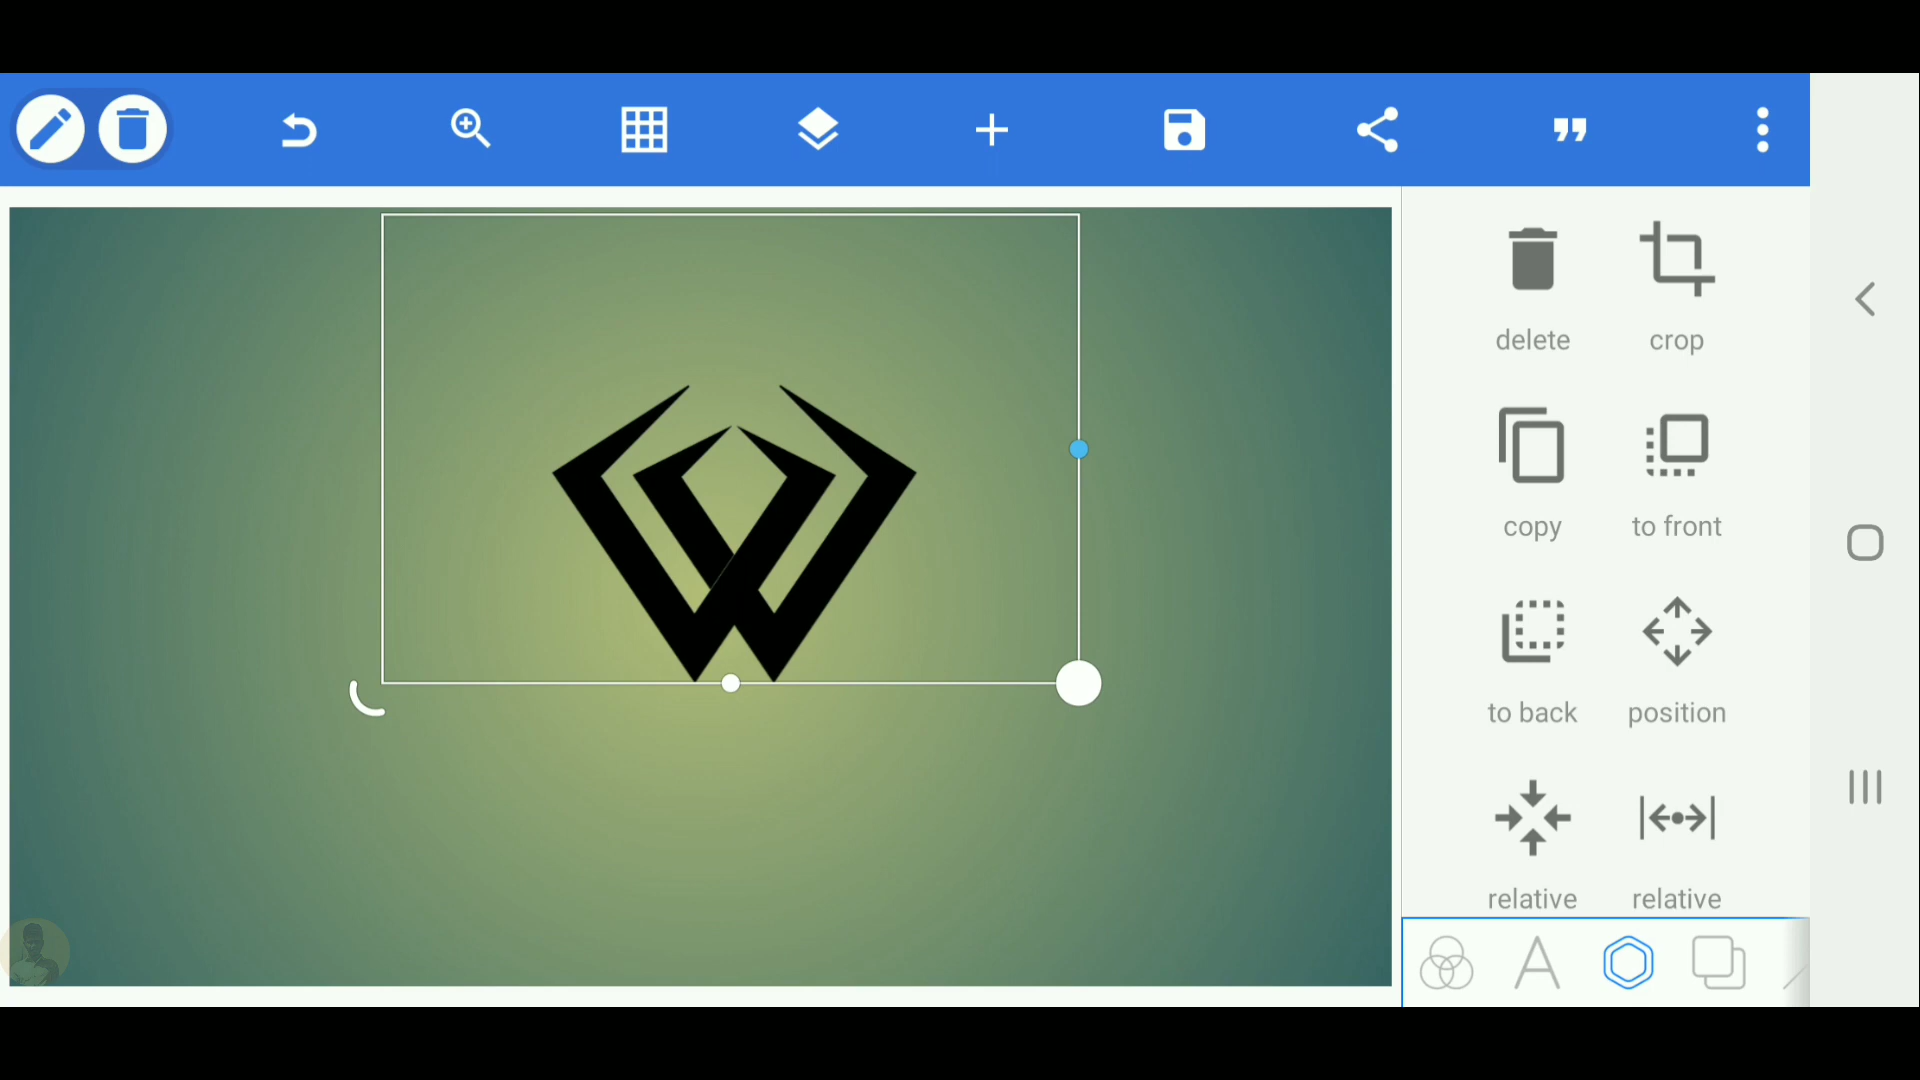 delete crop
copy to front
to back position
relative relative